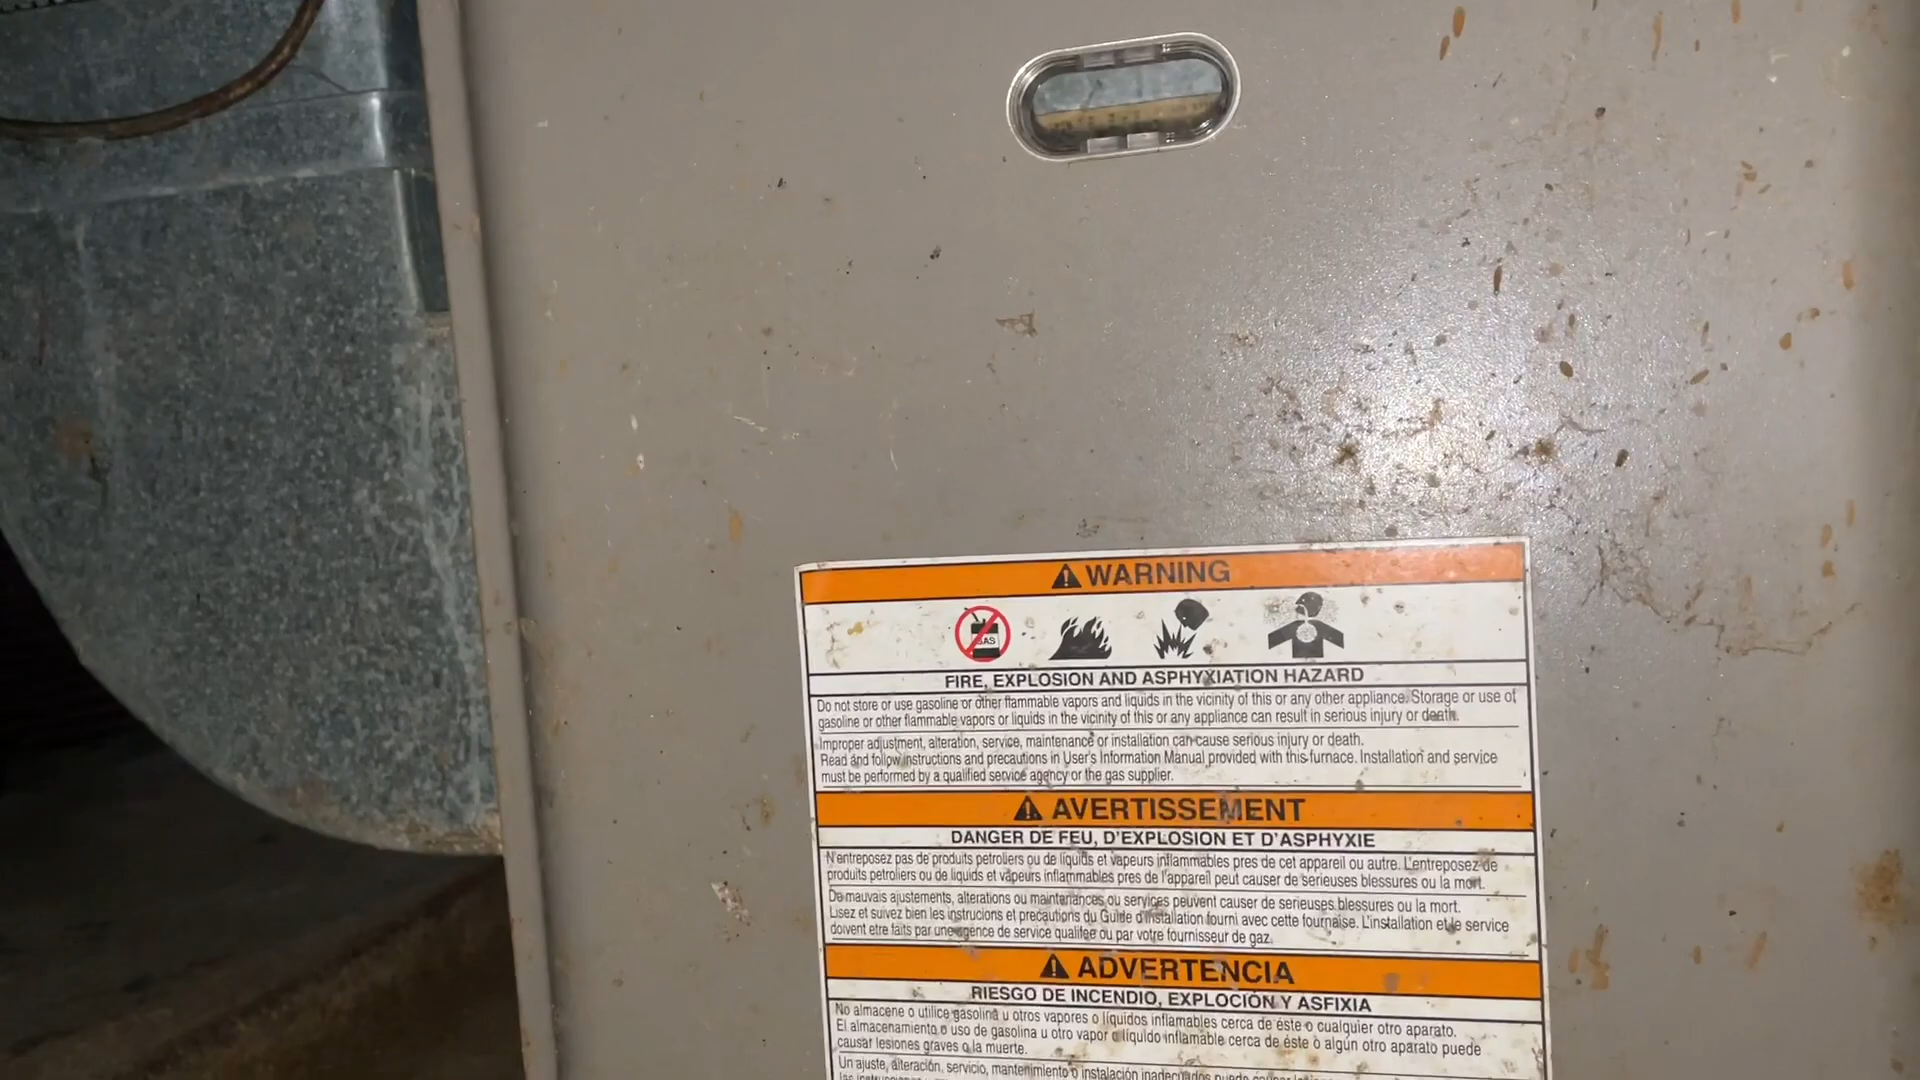 WARNING
GAS
FIRE, EXPLOSION AND ASPHYXIATION HAZARD
Do not store or use gasoline or other flammable vapors and liquids in the vicinity of this or any other appliance. Storage or use of
gasoline or other flammable vapors or liquids in the vicinity of this or any appliance can result in serious injury or death.
Improper adjustment, alteration, service, maintenance or installation can cause serious injury or death.
Read and follow instructions and precautions in User's Information Manual provided with this furnace. Installation and service
must be performed by a qualified service agency or the gas supplier.
AVERTISSEMENT
DANGER DE FEU, D'EXPLOSION ET D'ASPHYXIE
N'entreposez pas de produits petroliers ou de liquids et vapeurs inflammables pres de cet appareil ou autre. L'entreposez de
produits petroliers ou de liquids et vapeurs inflammables pres de l'appareil peut causer de serieuses blessures ou la mort.
De mauvais ajustements, alterations ou maintenances ou services peuvent causer de serieuses blessures ou la mort.
Lisez et suivez bien les instrucions et precautions du Guide d'installation fourni avec cette fournaise. L'installation et le service
doivent etre faits par une agence de service qualifee ou par votre fournisseur de gaz.
ADVERTENCIA
RIESGO DE INCENDIO, EXPLOCIÓN Y ASFIXIA
No almacene o utilice gasolina u otros vapores o líquidos inflamables cerca de éste o cualquier otro aparato.
El almacenamiento o uso de gasolina u otro vapor o líquido inflamable cerca de éste o algún otro aparato puede
causar lesiones graves o la muerte.
Un ajuste, alteración, servicio, mantenimiento o instalación inadecuados puede